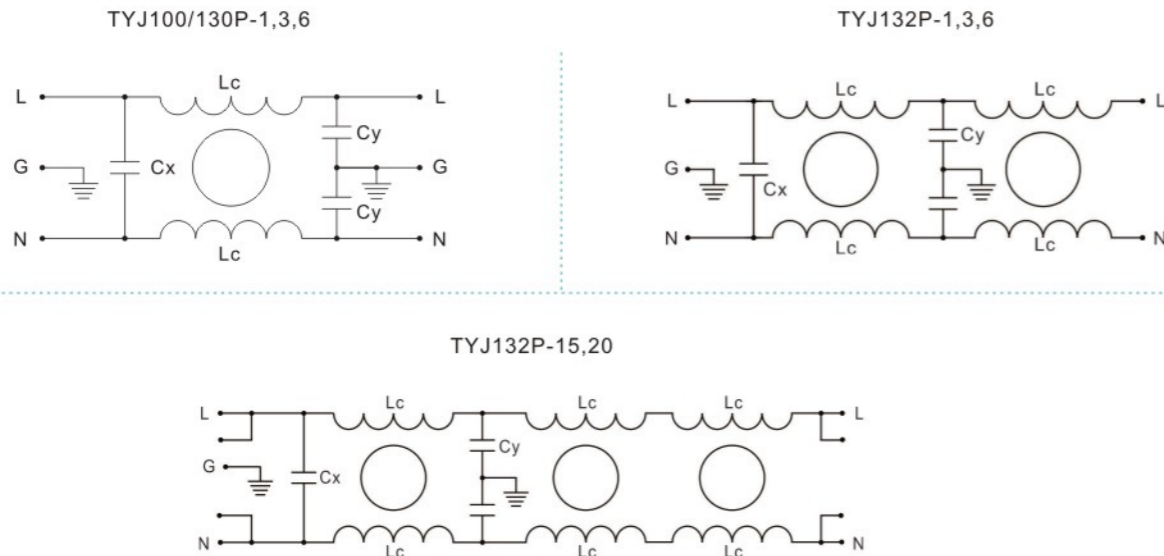 TYJ100/130P-1,3,6
Lc
L L
Cy
G Cx G
Cy
N N
Lc
TYJ132P-1,3,6
Lc Lc
L L
Cy
G Cx
N N
Lc Lc
TYJ132P-15,20
Lc Lc Lc
L L
Cy
G Cx
N N
Lc Lc Lc